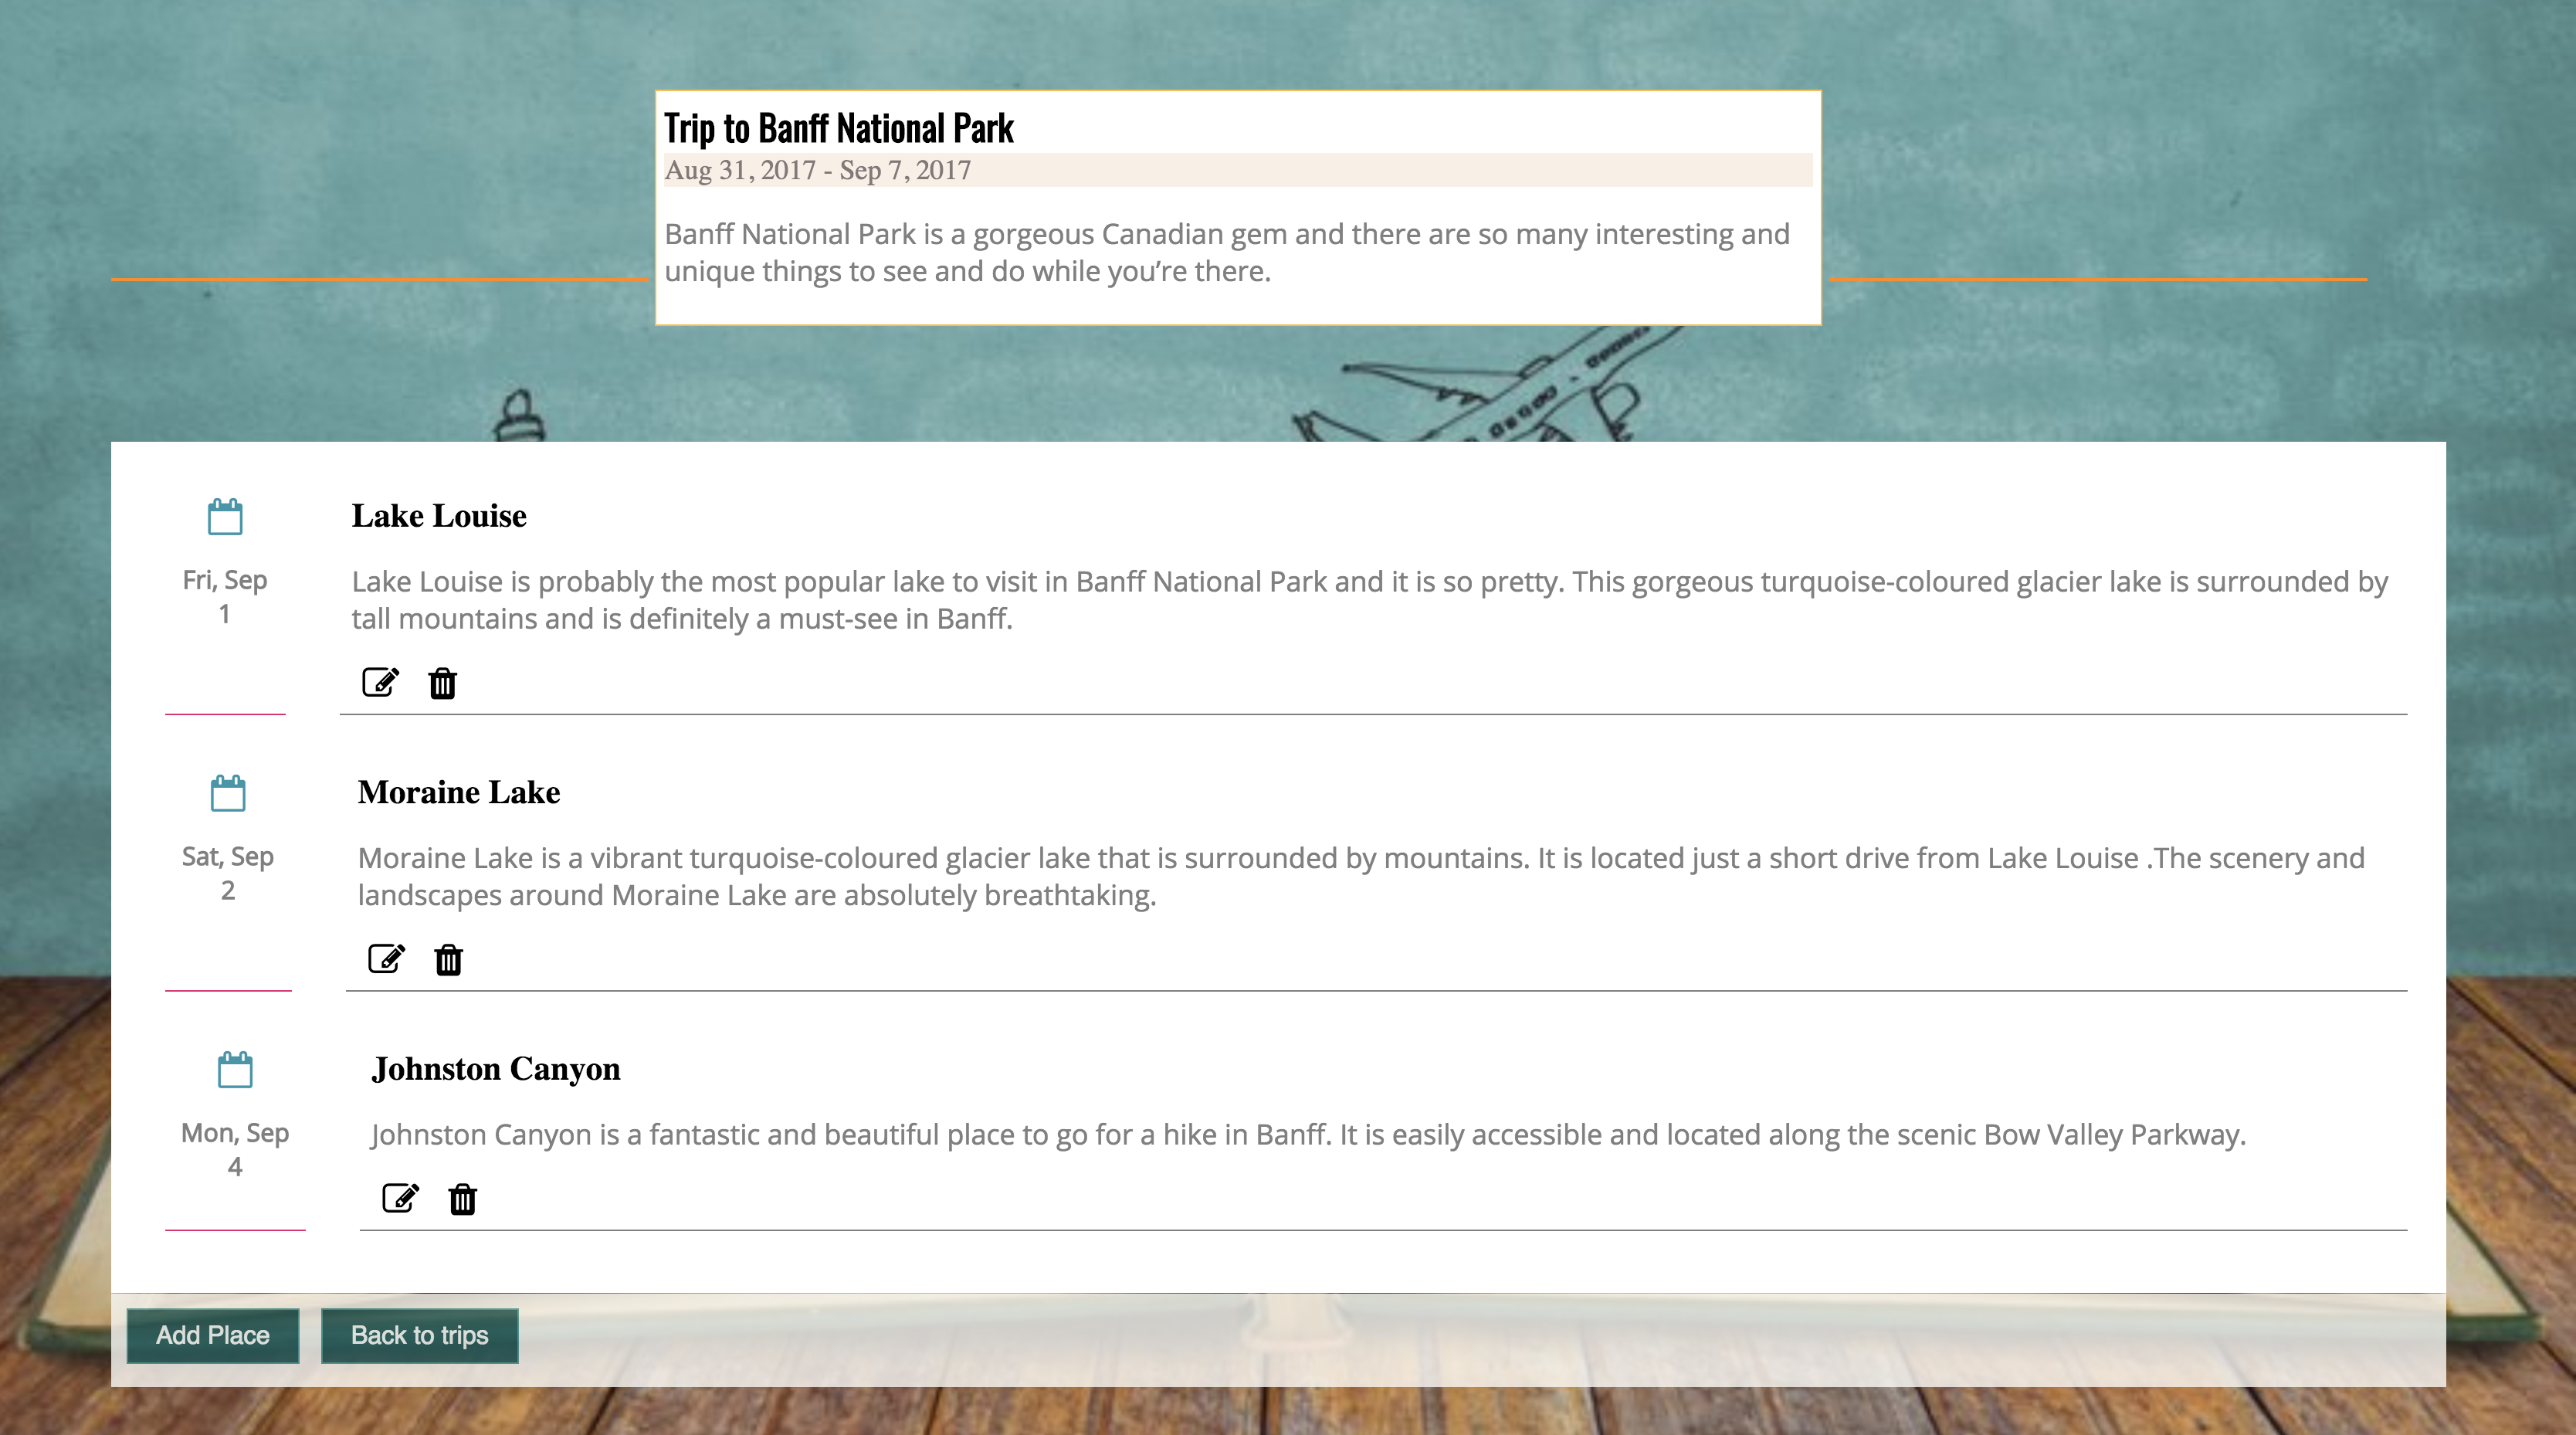 Trip to Banff National Park
Aug 31, 2017 - Sep 7, 2017
Banff National Park is a gorgeous Canadian gem and there are so many interesting and
unique things to see and do while you’re there.
Fri, Sep
1
Lake Louise
Lake Louise is probably the most popular lake to visit in Banff National Park and it is so pretty. This gorgeous turquoise-coloured glacier lake is surrounded by
tall mountains and is definitely a must-see in Banff.
Sat, Sep
2
Moraine Lake
Moraine Lake is a vibrant turquoise-coloured glacier lake that is surrounded by mountains. It is located just a short drive from Lake Louise .The scenery and
landscapes around Moraine Lake are absolutely breathtaking.
Mon, Sep
4
Johnston Canyon
Johnston Canyon is a fantastic and beautiful place to go for a hike in Banff. It is easily accessible and located along the scenic Bow Valley Parkway.
Add Place
Back to trips